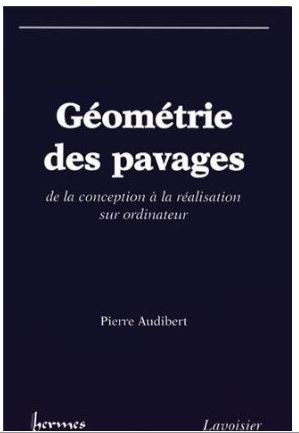 Géométrie
des pavages
de la conception à la réalisation
sur ordinateur
Pierre Audibert
hermes
Lavoisier